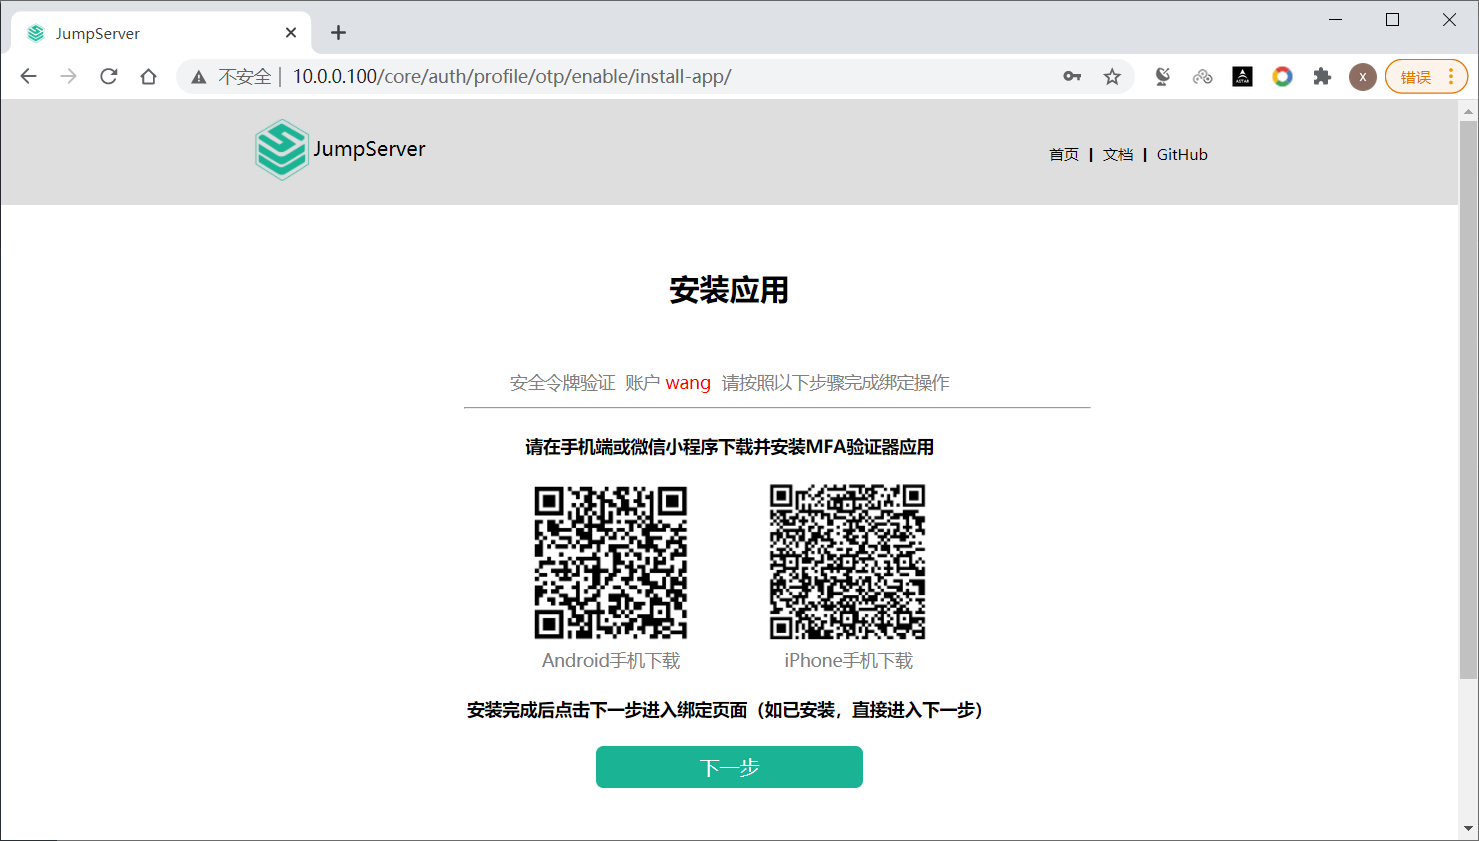 JumpServer
不安全 | 10.0.0.100/core/auth/profile/otp/enable/install-app/
x
错误
JumpServer
首页 | 文档 | GitHub
安装应用
安全令牌验证 账户 wang 请按照以下步骤完成绑定操作
请在手机端或微信小程序下载并安装MFA验证器应用
Android手机下载 iPhone手机下载
安装完成后点击下一步进入绑定页面（如已安装，直接进入下一步）
下一步